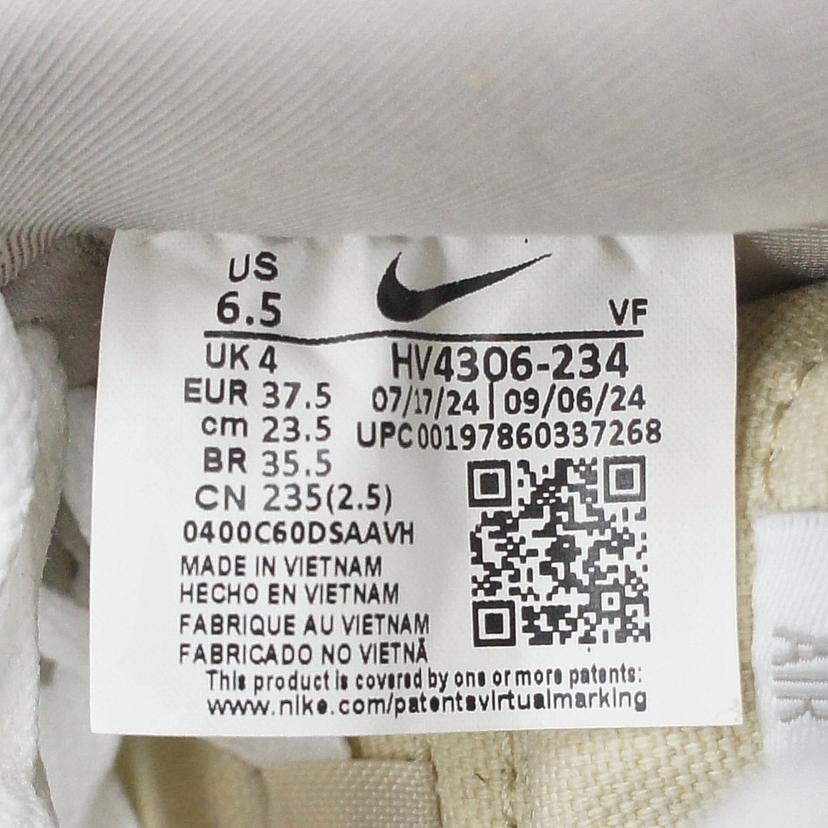 US
6.5
VF
UK 4
HV4306-234
EUR 37.5
07/17/24 | 09/06/24
cm 23.5
UPC00197860337268
BR 35.5
CN 235(2.5)
0400C60DSAAVH
MADE IN VIETNAM
HECHO EN VIETNAM
FABRIQUE AU VIETNAM
FABRICADO NO VIETNÃ
This product is covered by one or more patents:
www.nike.com/patentsvirtualmarking
AIR